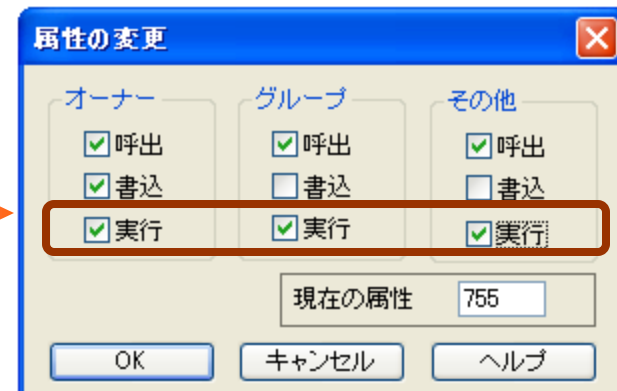 属性の変更
オーナー グループ その他
呼出 呼出 呼出
書込 書込 書込
実行 実行 実行
現在の属性 755
OK キャンセル ヘルプ